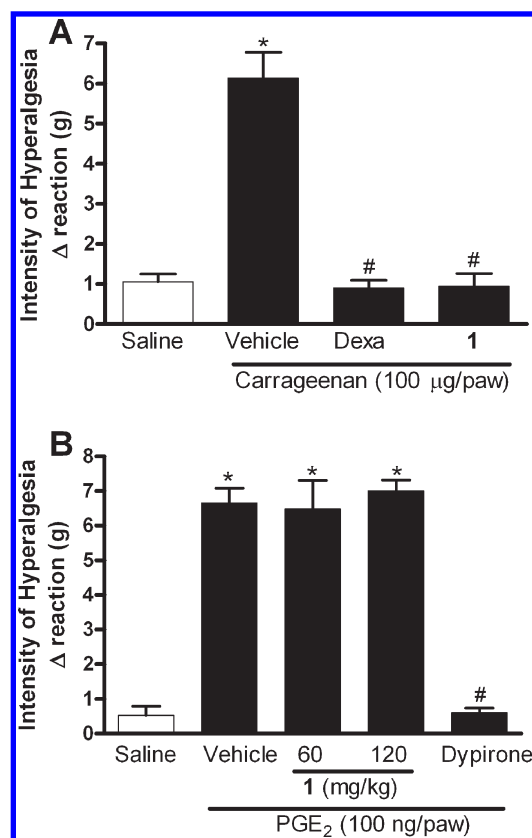 A
Intensity of Hyperalgesia
Δ reaction (g)
7
6
5
4
3
2
1
0
*
#
#
Saline Vehicle Dexa 1
Carrageenan (100 μg/paw)
B
Intensity of Hyperalgesia
Δ reaction (g)
8
7
6
5
4
3
2
1
0
* * *
#
Saline Vehicle 60 120 Dypirone
1 (mg/kg)
PGE₂ (100 ng/paw)